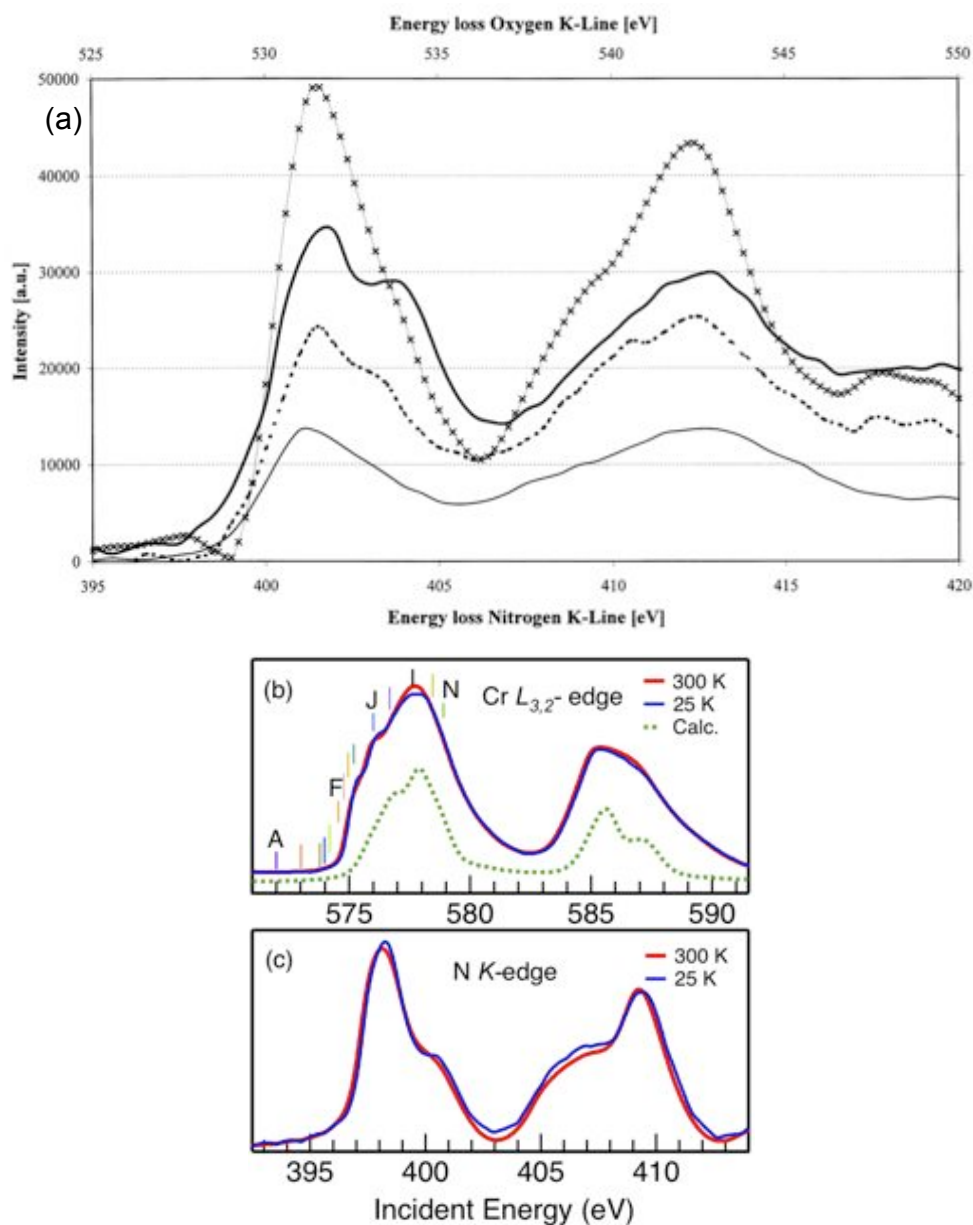 Energy loss Oxygen K-Line [eV]
525 530 535 540 545 550
(a)
50000
40000
30000
20000
10000
0
Intensity [a.u.]
395 400 405 410 415 420
Energy loss Nitrogen K-Line [eV]
(b)
Cr L3,2- edge
300 K
25 K
Calc.
A F J I N
575 580 585 590
(c)
N K-edge
300 K
25 K
395 400 405 410
Incident Energy (eV)